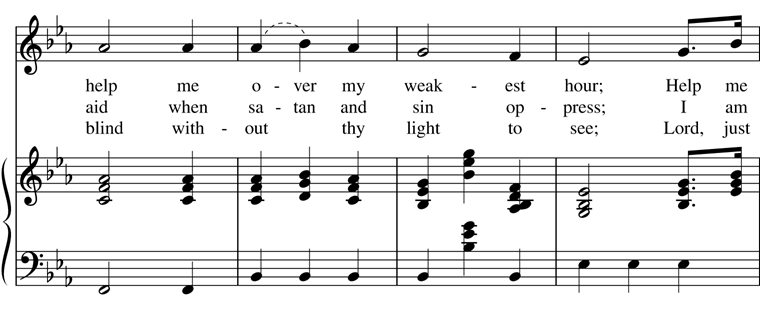 help me o - ver my weak - est hour; Help me
aid when sa - tan and sin op - press; I am
blind with - out thy light to see; Lord, just